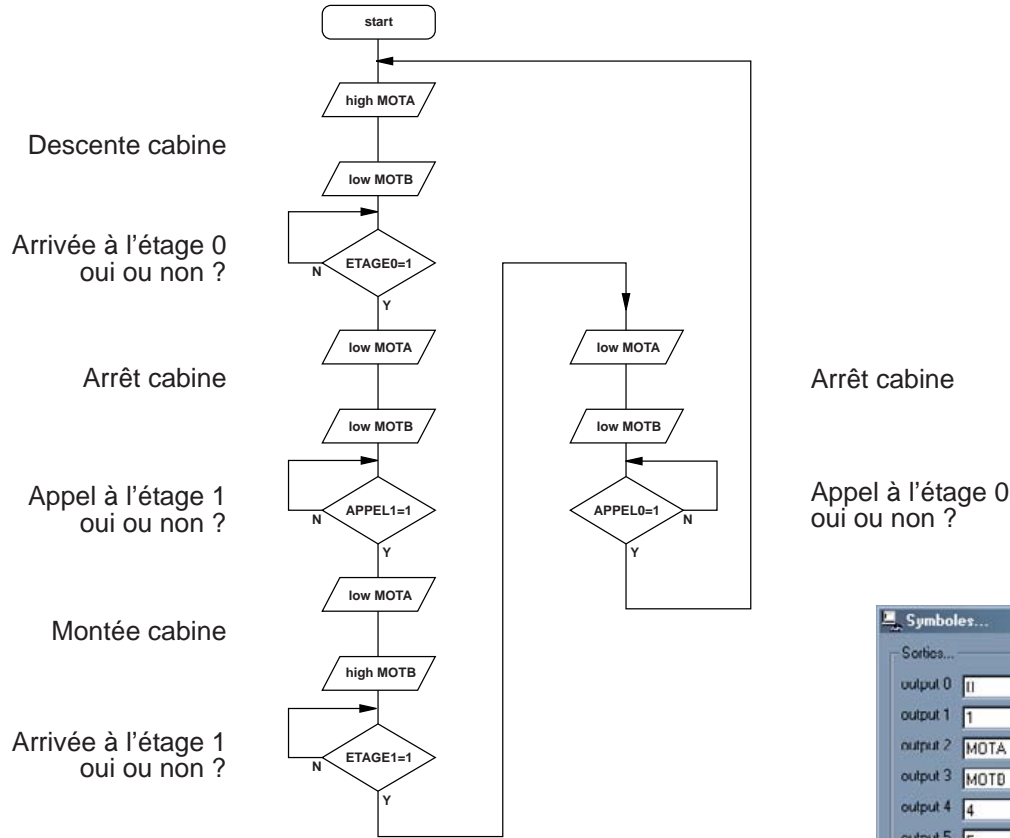 start
high MOTA
Descente cabine
low MOTB
Arrivée à l'étage 0
oui ou non ?
ETAGE0=1
N
Y
low MOTA
Arrêt cabine
low MOTB
Appel à l'étage 1
oui ou non ?
APPEL1=1
N
Y
low MOTA
Montée cabine
high MOTB
Arrivée à l'étage 1
oui ou non ?
ETAGE1=1
N
Y
low MOTA
Arrêt cabine
low MOTB
APPEL0=1
N
Y
Appel à l'étage 0
oui ou non ?
Symboles...
Sorties...
output 0
output 1 1
output 2 MOTA
output 3 MOTB
output 4 4
output 5